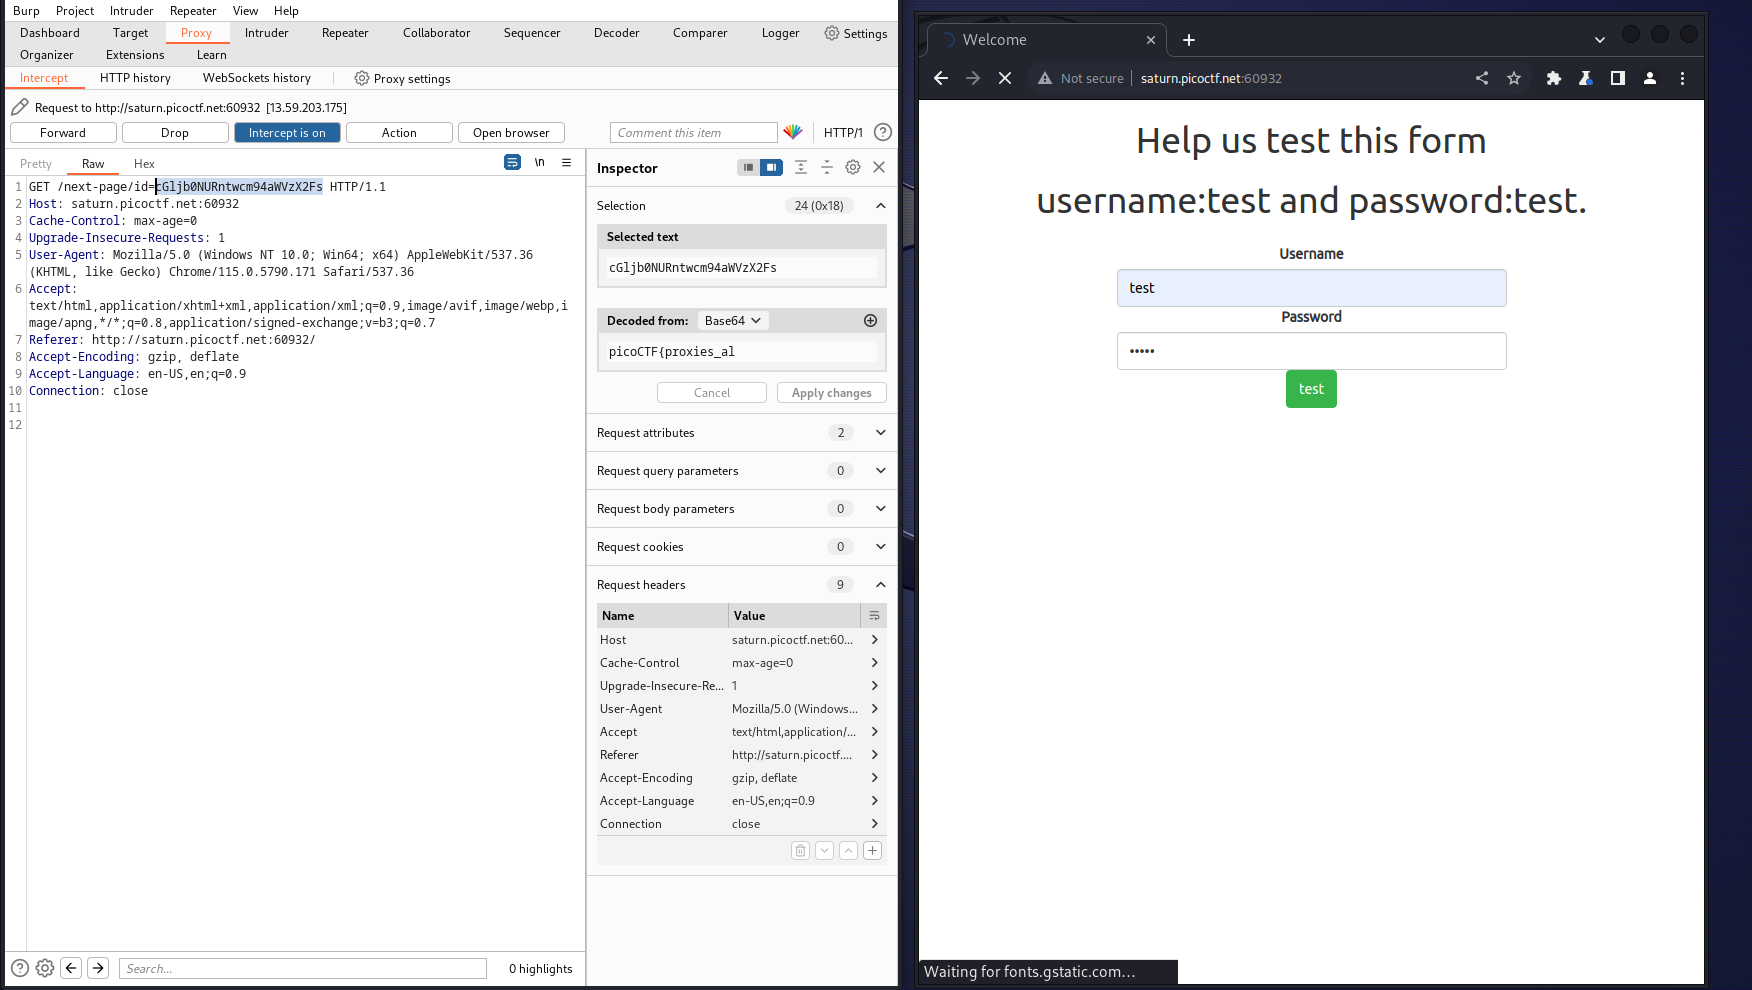 Burp Project Intruder Repeater View Help
Dashboard Target Proxy Intruder Repeater Collaborator Sequencer Decoder Comparer Logger Settings
Organizer Extensions Learn
Intercept HTTP history WebSockets history Proxy settings
Request to http://saturn.picoctf.net:60932 [13.59.203.175]
Forward Drop Intercept is on Action Open browser Comment this item HTTP/1 ?
Pretty Raw Hex \n
1 GET /next-page/id=cGljb0NURntwcm94aWVzX2Fs HTTP/1.1
2 Host: saturn.picoctf.net:60932
3 Cache-Control: max-age=0
4 Upgrade-Insecure-Requests: 1
5 User-Agent: Mozilla/5.0 (Windows NT 10.0; Win64; x64) AppleWebKit/537.36
(KHTML, like Gecko) Chrome/115.0.5790.171 Safari/537.36
6 Accept:
text/html,application/xhtml+xml,application/xml;q=0.9,image/avif,image/webp,i
mage/apng,*/*;q=0.8,application/signed-exchange;v=b3;q=0.7
7 Referer: http://saturn.picoctf.net:60932/
8 Accept-Encoding: gzip, deflate
9 Accept-Language: en-US,en;q=0.9
10 Connection: close
11
12
? Search... 0 highlights
Inspector
Selection 24 (0x18)
Selected text
cGljb0NURntwcm94aWVzX2Fs
Decoded from: Base64
picoCTF{proxies_al
Cancel Apply changes
Request attributes 2
Request query parameters 0
Request body parameters 0
Request cookies 0
Request headers 9
Name Value
Host saturn.picoctf.net:60...
Cache-Control max-age=0
Upgrade-Insecure-Re... 1
User-Agent Mozilla/5.0 (Windows...
Accept text/html,application/...
Referer http://saturn.picoctf....
Accept-Encoding gzip, deflate
Accept-Language en-US,en;q=0.9
Connection close
Welcome
Not secure saturn.picoctf.net:60932
Help us test this form
username:test and password:test.
Username
test
Password
•••••
test
Waiting for fonts.gstatic.com...